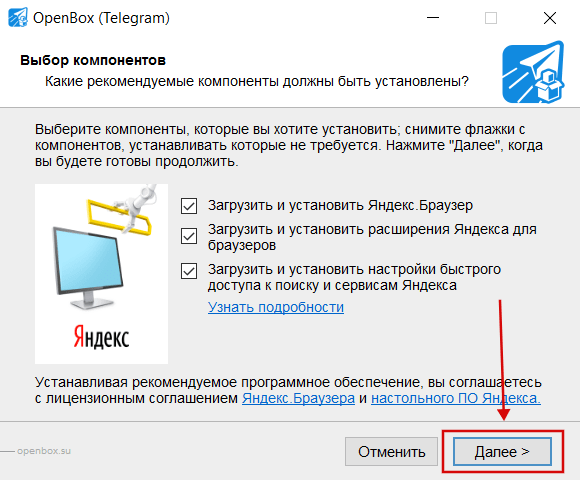 OpenBox (Telegram)
Выбор компонентов
Какие рекомендуемые компоненты должны быть установлены?
Выберите компоненты, которые вы хотите установить; снимите флажки с
компонентов, устанавливать которые не требуется. Нажмите "Далее", когда
вы будете готовы продолжить.
Яндекс
Загрузить и установить Яндекс.Браузер
Загрузить и установить расширения Яндекса для
браузеров
Загрузить и установить настройки быстрого
доступа к поиску и сервисам Яндекса
Узнать подробности
Устанавливая рекомендуемое программное обеспечение, вы соглашаетесь
с лицензионным соглашением Яндекс.Браузера и настольного ПО Яндекса.
openbox.su
Отменить
Далее >